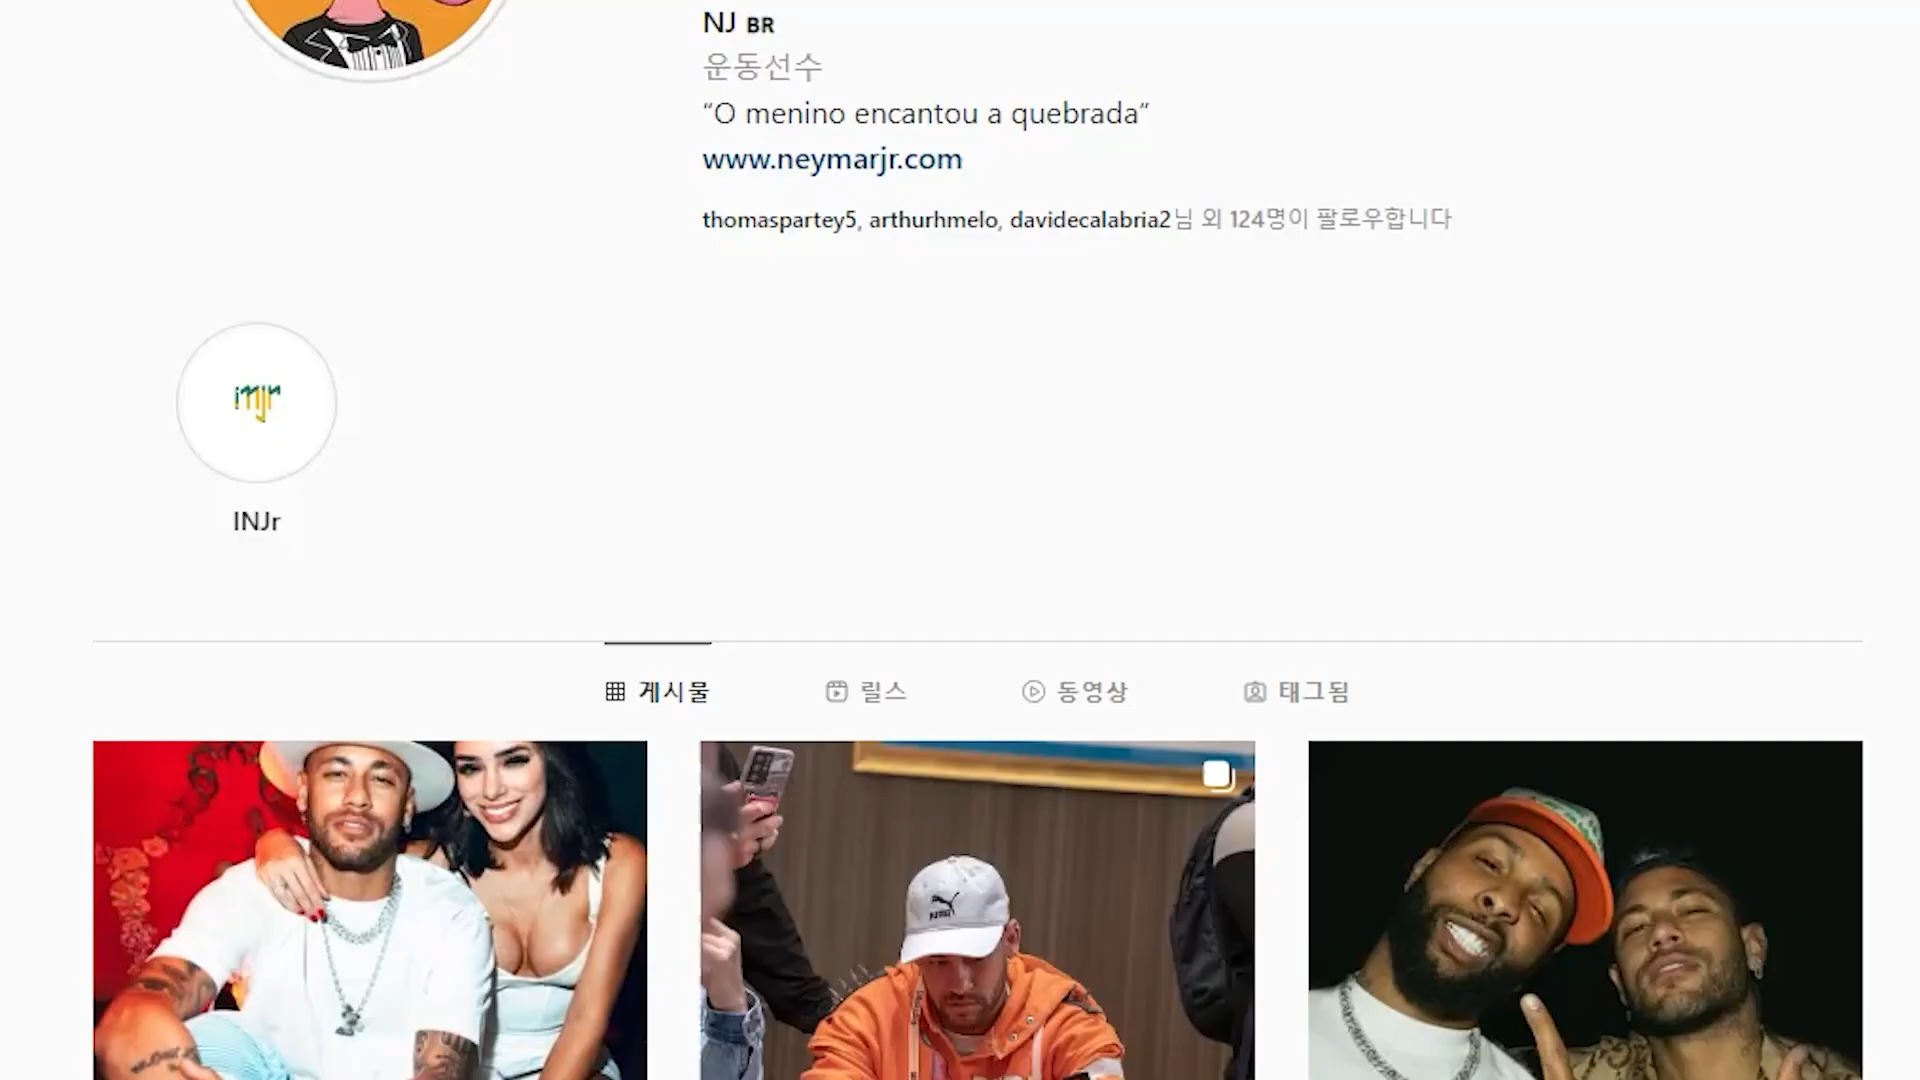 NJ BR
운동선수
“O menino encantou a quebrada”
www.neymarjr.com
thomaspartey5, arthurhmelo, davidecalabria2님 외 124명이 팔로우합니다
injr
INJr
게시물
릴스
동영상
태그됨
PUMA